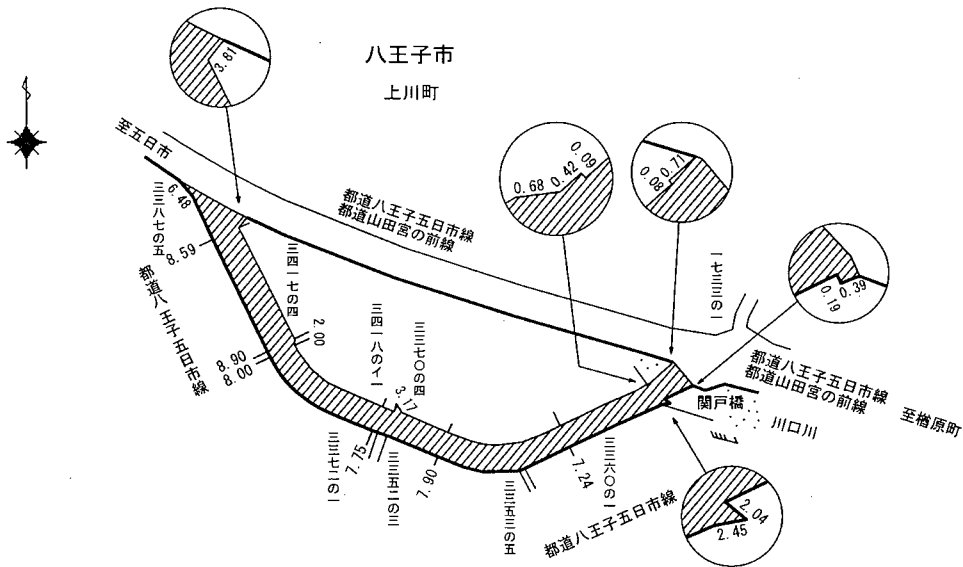 八王子市
上川町
3.81
至五日市
都道八王子五日市線
都道山田宮の前線
0.68
0.42
0.09
0.08
0.71
0.19
0.39
一七三三の一
6.48
三三八七の五
8.59
都道八王子五日市線
三四一七の四
2.00
8.90
8.00
三四一八のイ一
三三七〇の四
3.17
三三七二の一
7.75
三三五二の三
7.90
三三五三の五
7.24
三三六〇の一
都道八王子五日市線
都道八王子五日市線
都道山田宮の前線
至楢原町
関戸橋
川口川
2.04
2.45